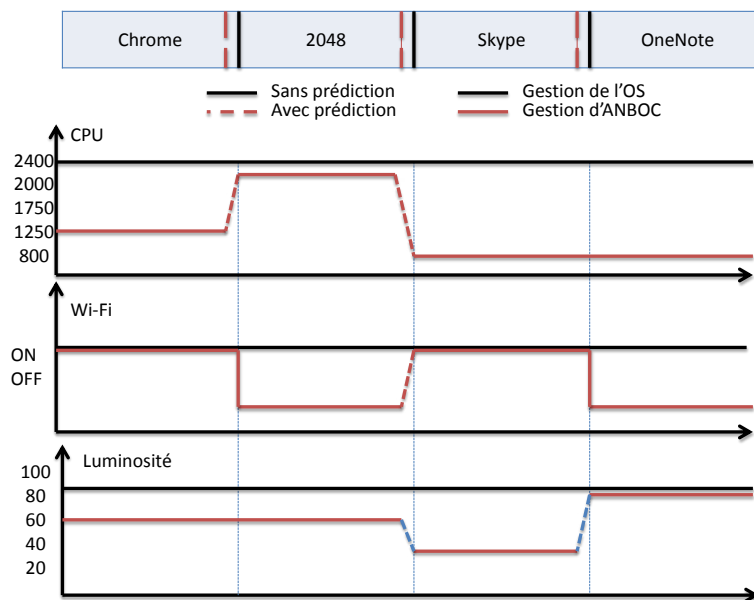 Chrome
2048
Skype
OneNote
Sans prédiction
Gestion de l'OS
Avec prédiction
Gestion d'ANBOC
CPU
2400
2000
1750
1250
800
Wi-Fi
ON
OFF
Luminosité
100
80
60
40
20